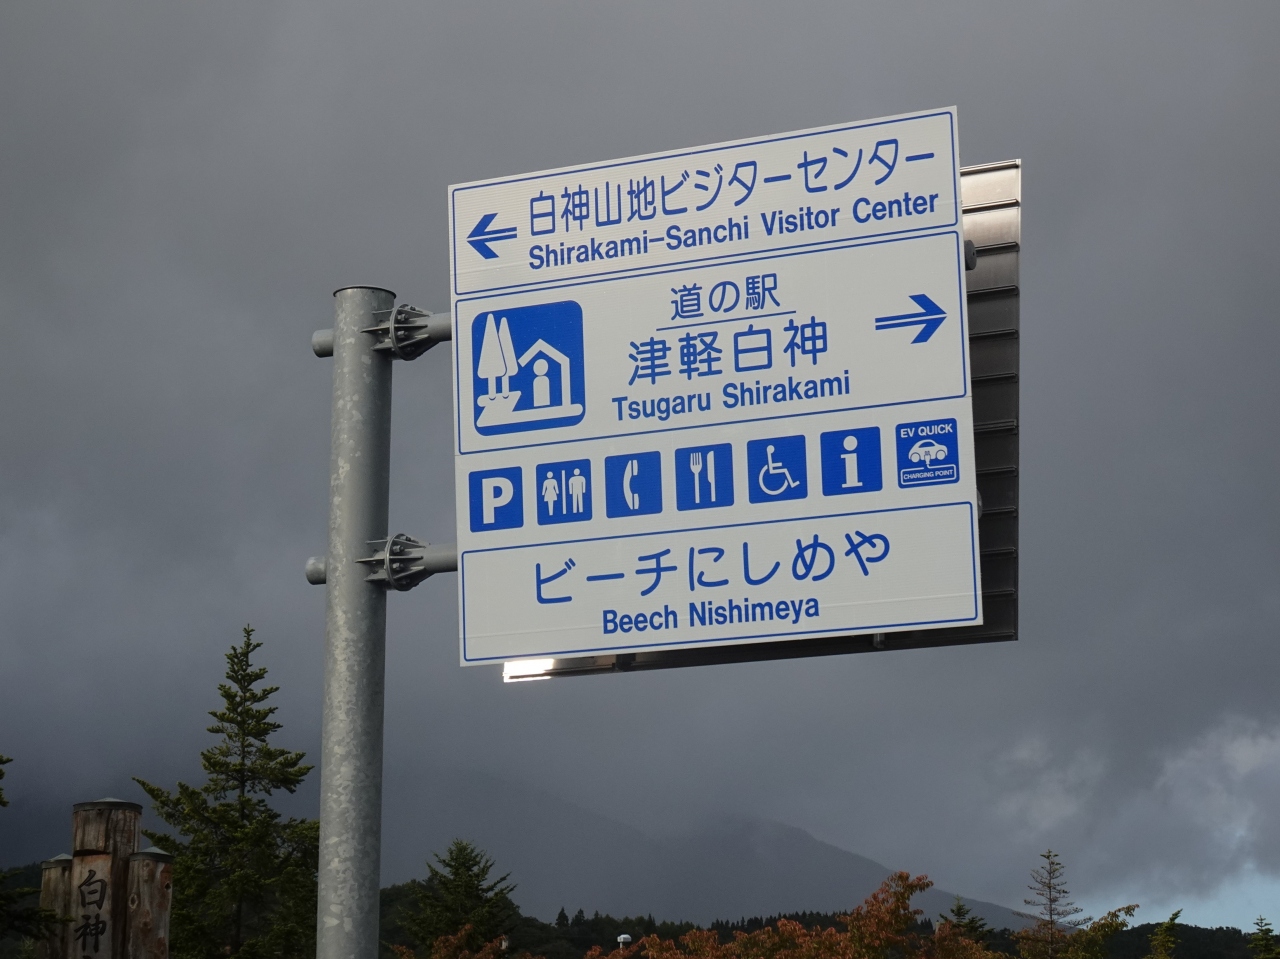 白神山地ビジターセンター
Shirakami-Sanchi Visitor Center
道の駅
津軽白神
Tsugaru Shirakami
P
i
EV QUICK
CHARGING POINT
ビーチにしめや
Beech Nishimeya
白神